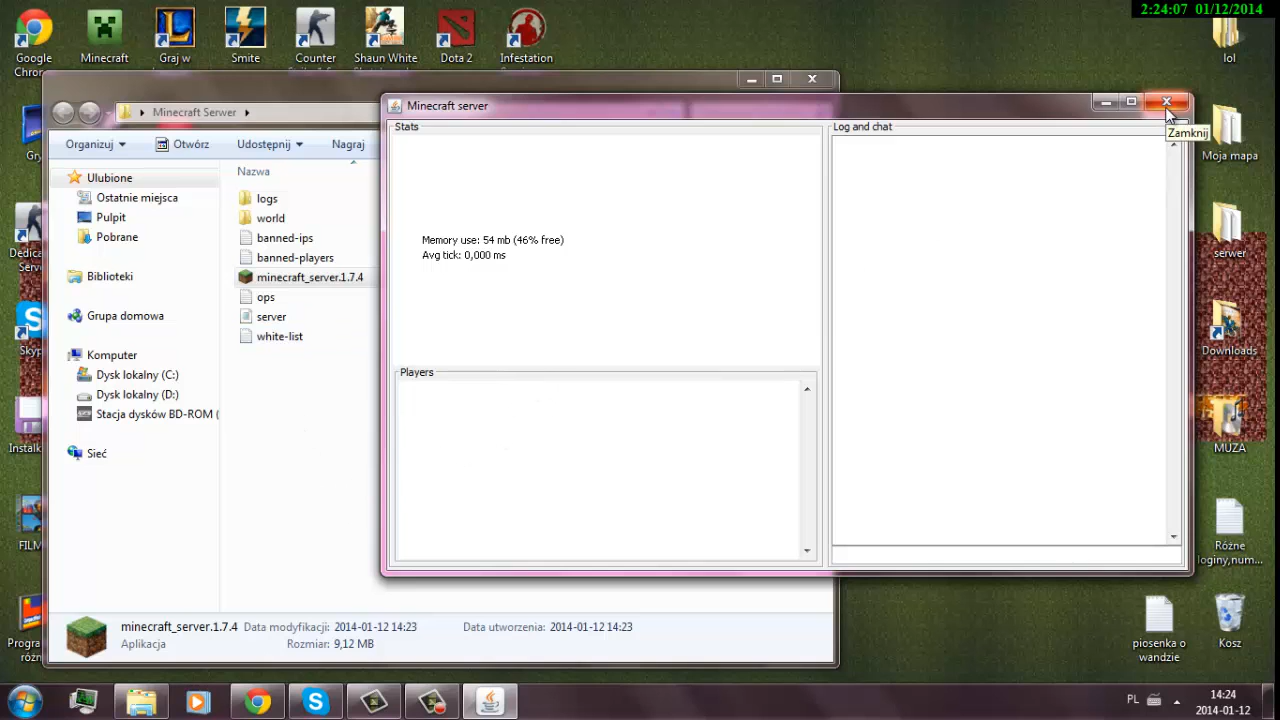 2:24:07 01/12/2014
Google
Chrom
Minecraft
Graj w
Smite
Counter
Shaun White
Dota 2
Infestation
lol
Gry
Moja mapa
serwer
Skyp
Downloads
Instalk
MUZA
FILM
Różne
loginy,num...
Program
różn
piosenka o
wandzie
Kosz
Minecraft Server
Organizuj
Otwórz
Udostępnij
Nagraj
Ulubione
Ostatnie miejsca
Pulpit
Pobrane
Biblioteki
Grupa domowa
Komputer
Dysk lokalny (C:)
Dysk lokalny (D:)
Stacja dysków BD-ROM (
Sieć
Nazwa
logs
world
banned-ips
banned-players
minecraft_server.1.7.4
ops
server
white-list
minecraft_server.1.7.4 Data modyfikacji: 2014-01-12 14:23 Data utworzenia: 2014-01-12 14:23
Aplikacja Rozmiar: 9,12 MB
Minecraft server
Zamknij
Stats
Log and chat
Memory use: 54 mb (46% free)
Avg tick: 0,000 ms
Players
PL
14:24
2014-01-12